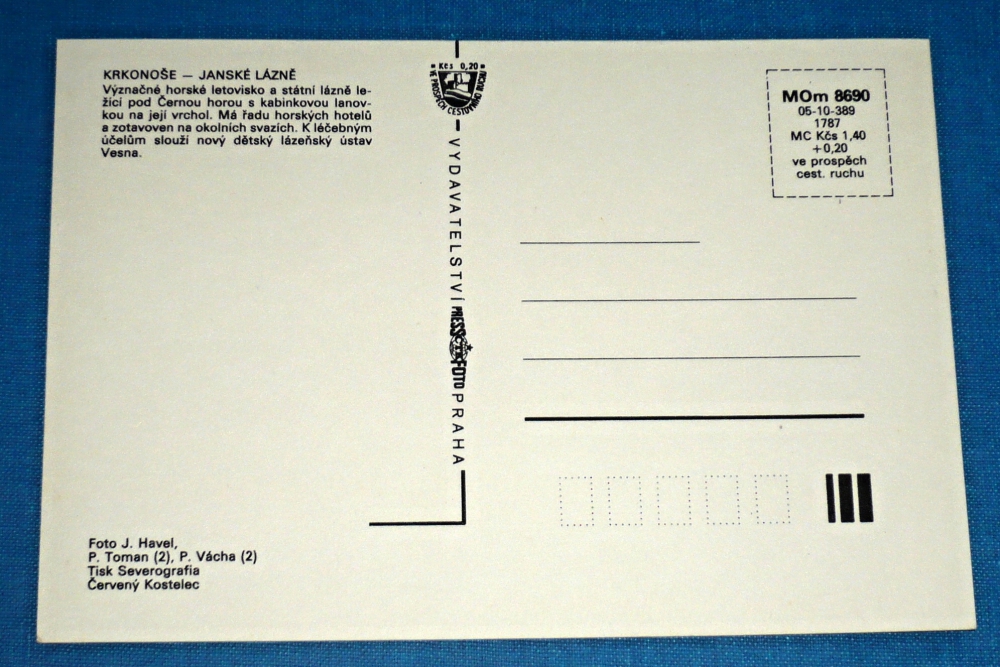 KRKONOŠE — JANSKÉ LÁZNĚ
Význačné horské letovisko a státní lázně le-
žící pod Černou horou s kabinkovou lanov-
kou na její vrchol. Má řadu horských hotelů
a zotavoven na okolních svazích. K léčebným
účelům slouží nový dětský lázeňský ústav
Vesna.
Foto J. Havel,
P. Toman (2), P. Vácha (2)
Tisk Severografia
Červený Kostelec
Kčs 0,20
VE PROSPĚCH CESTOVNÍHO RUCHU
VYDAVATELSTVÍ PRESSFOTO PRAHA
MOm 8690
05-10-389
1787
MC Kčs 1,40
+0,20
ve prospěch
cest. ruchu